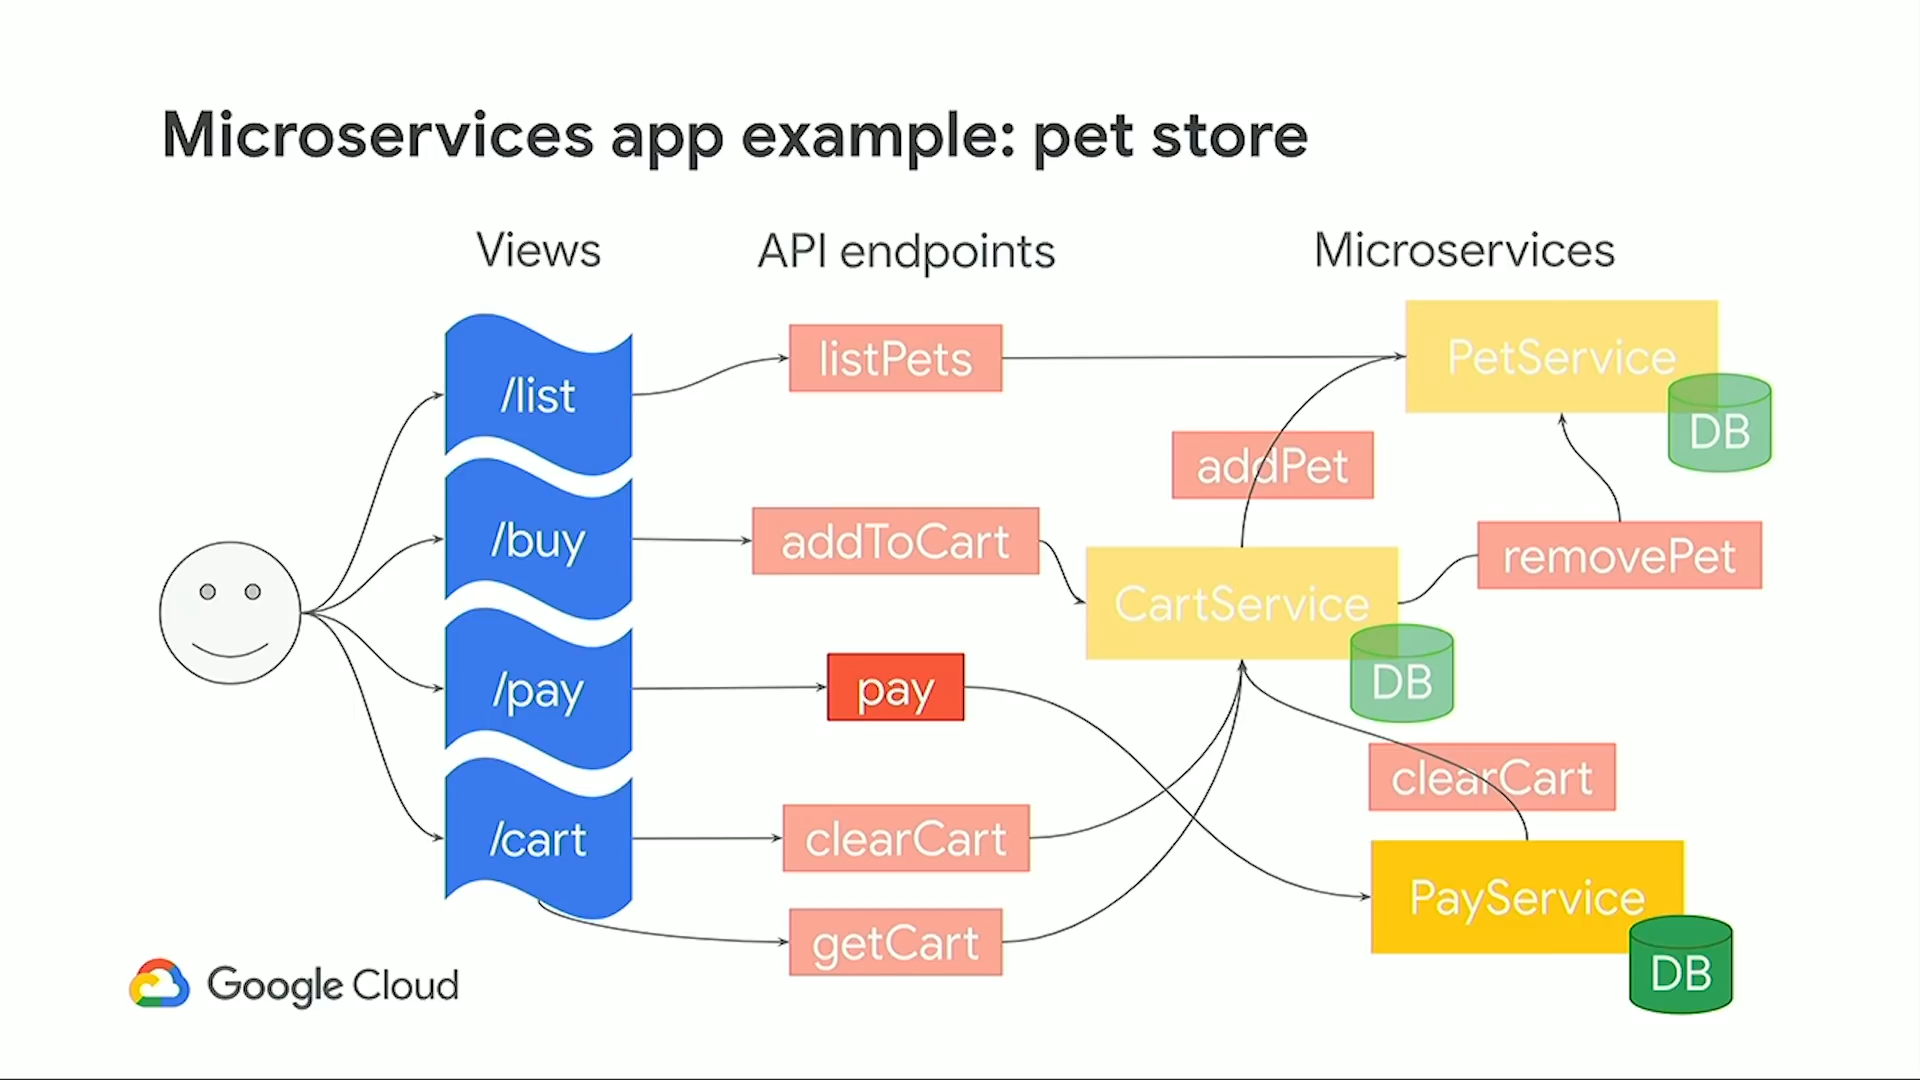 Microservices app example: pet store
Views
API endpoints
Microservices
/list
listPets
PetService
DB
addPet
/buy
addToCart
removePet
CartService
DB
/pay
pay
clearCart
/cart
clearCart
PayService
getCart
DB
Google Cloud